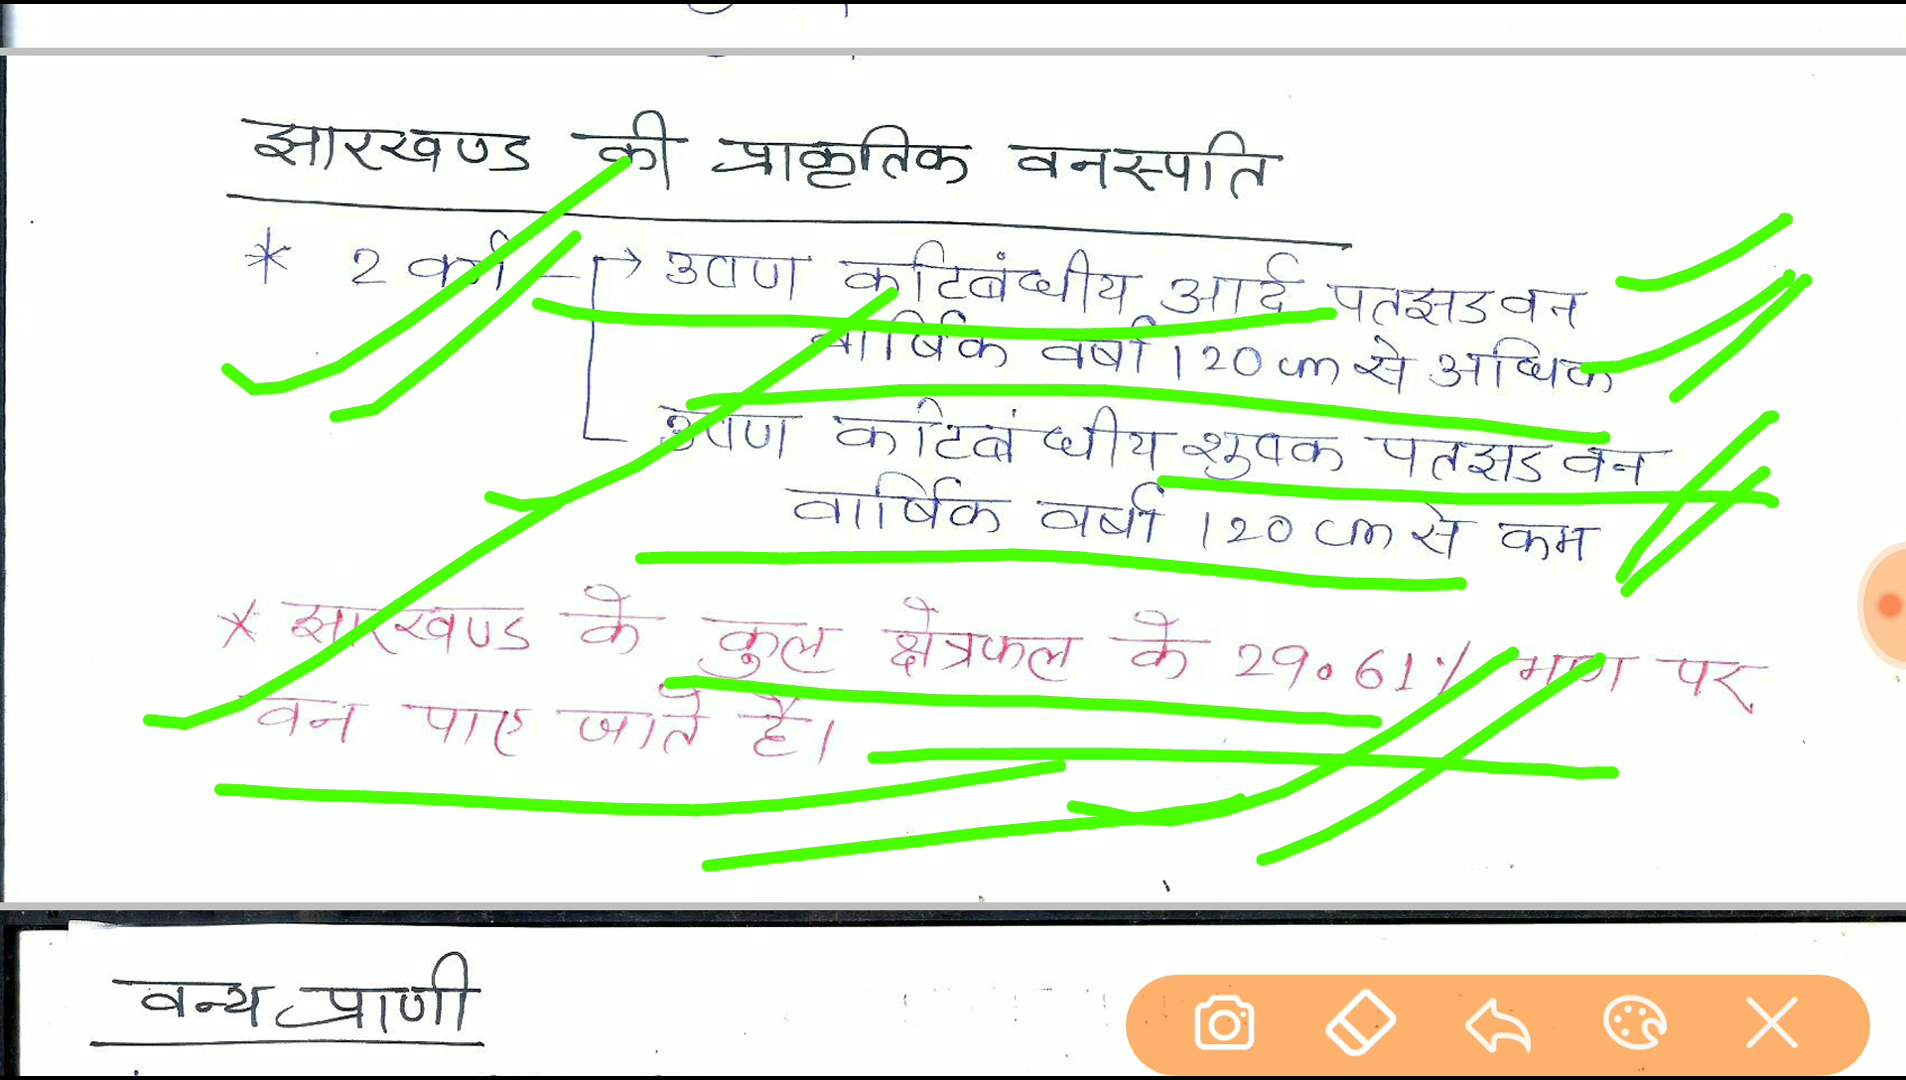 झारखण्ड की प्राकृतिक वनस्पति
* 2 वर्ग → उष्ण कटिबंधीय आर्द पतझड वन
वार्षिक वर्षा 120 cm से अधिक
उष्ण कटिबंधीय शुष्क पतझड वन
वार्षिक वर्षा 120 cm से कम
* झारखण्ड के कुल क्षेत्रफल के 29.61% भाग पर
वन पाए जाते है।
वन्य प्राणी